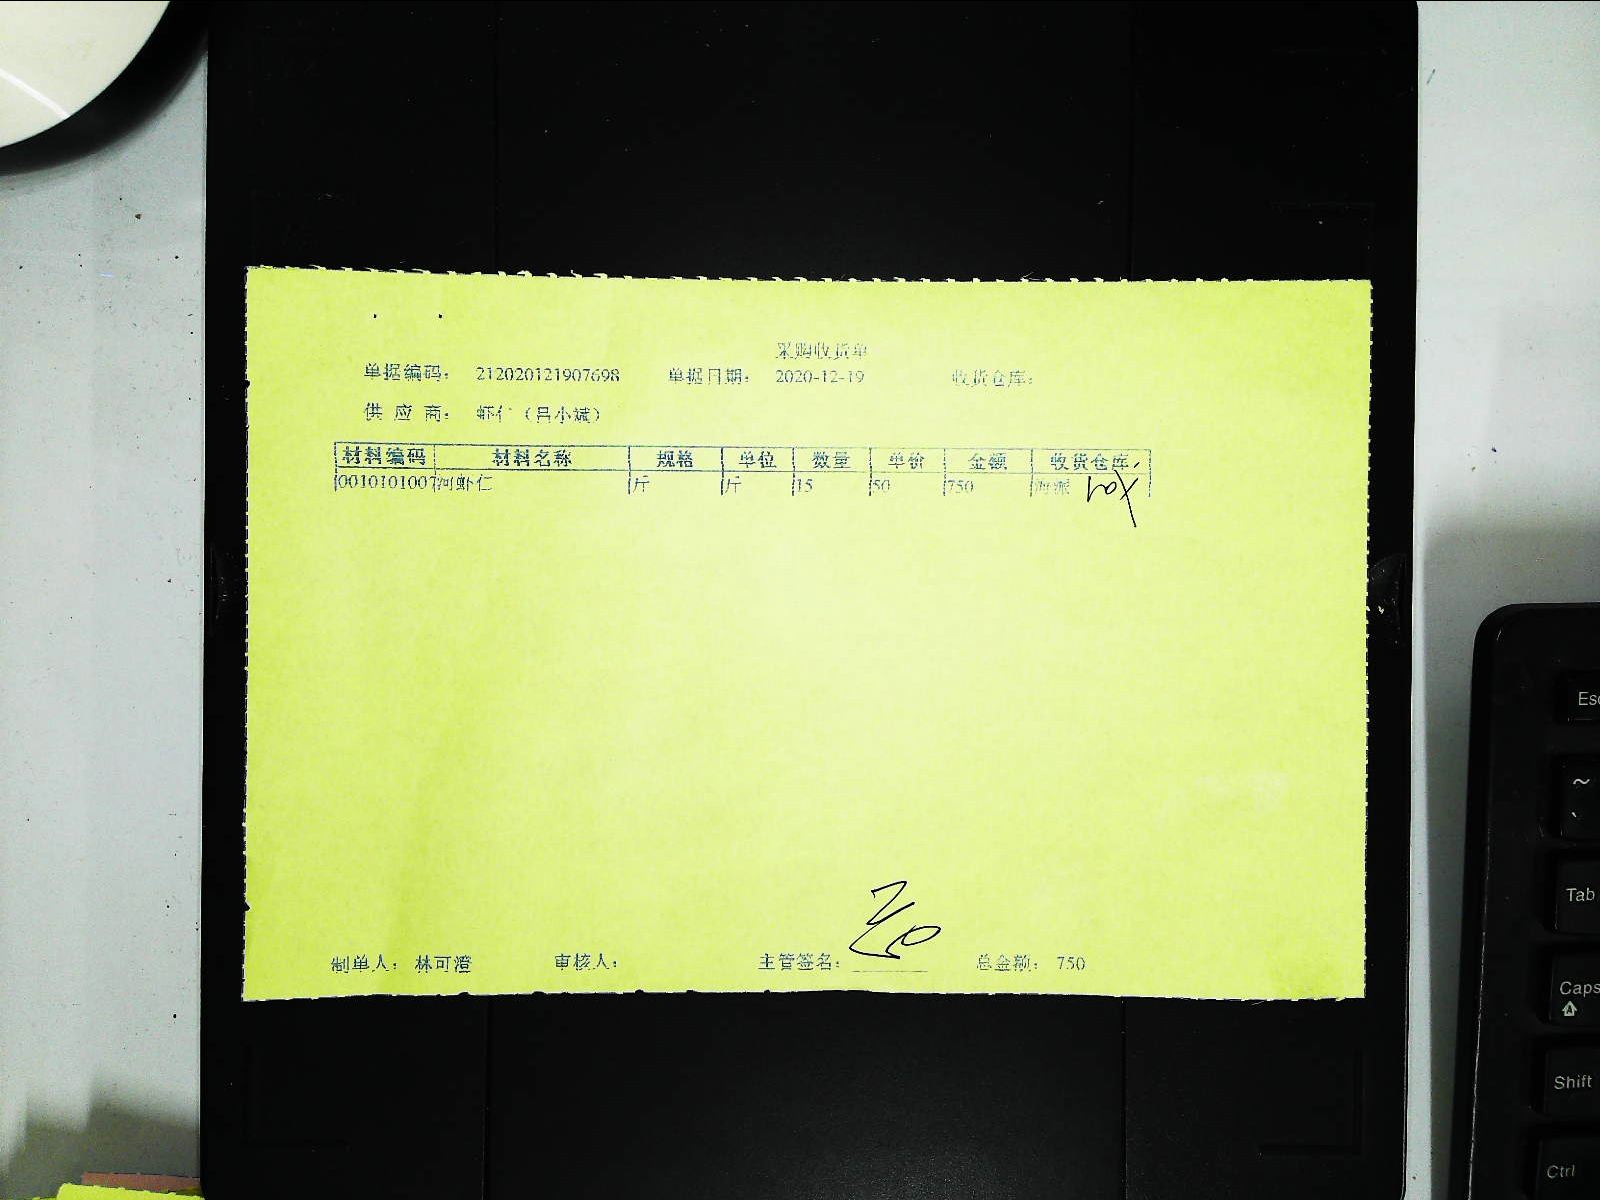 采购收货单
单据编码： 212020121907698 单据日期： 2020-12-19 收货仓库：
供 应 商： 虾仁（吕小斌）
材料编码 材料名称 规格 单位 数量 单价 金额 收货仓库
0010101007 河虾仁 斤 斤 15 50 750 海派
制单人： 林可澄 审核人： 主管签名： 总金额： 750
Esc
~
、
Tab
Caps
Shift
Ctrl